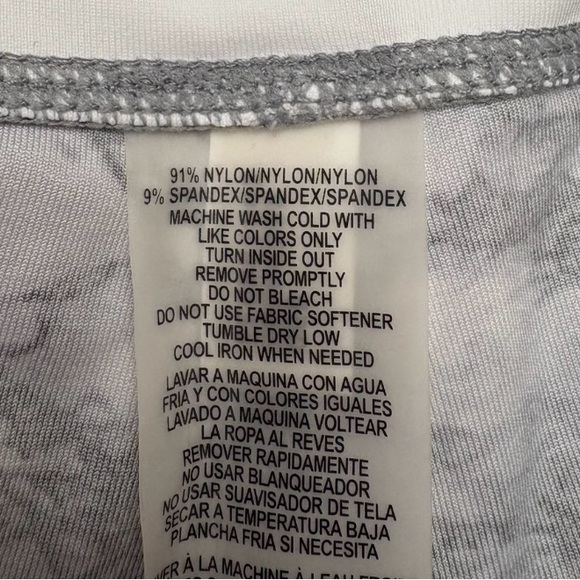 91% NYLON/NYLON/NYLON
9% SPANDEX/SPANDEX/SPANDEX
MACHINE WASH COLD WITH
LIKE COLORS ONLY
TURN INSIDE OUT
REMOVE PROMPTLY
DO NOT BLEACH
DO NOT USE FABRIC SOFTENER
TUMBLE DRY LOW
COOL IRON WHEN NEEDED
LAVAR A MAQUINA CON AGUA
FRIA Y CON COLORES IGUALES
LAVADO A MAQUINA VOLTEAR
LA ROPA AL REVES
REMOVER RAPIDAMENTE
NO USAR BLANQUEADOR
NO USAR SUAVISADOR DE TELA
SECAR A TEMPERATURA BAJA
PLANCHA FRIA SI NECESITA
À LA MACHINE À